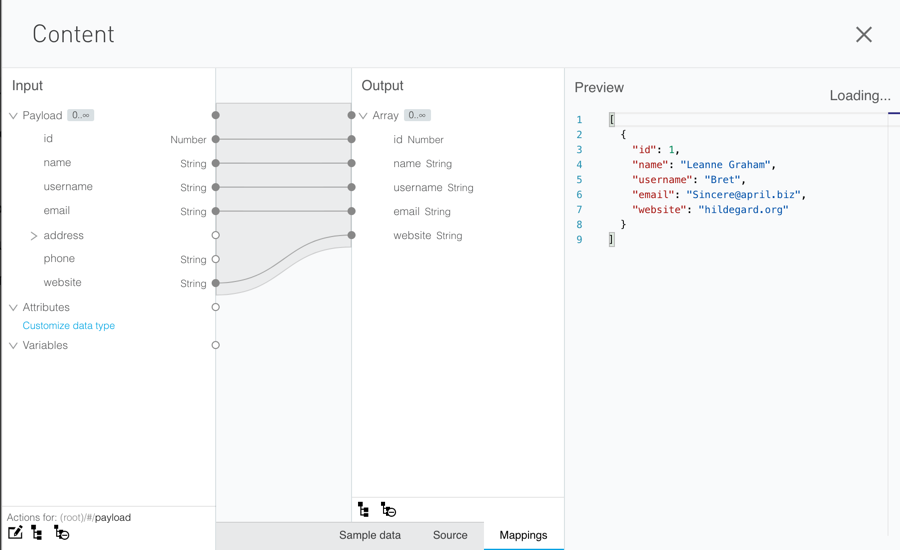 Content
Input
Payload 0..∞
id Number
name String
username String
email String
address
phone String
website String
Attributes
Customize data type
Variables
Actions for: (root)/#/payload
Output
Array 0..∞
id Number
name String
username String
email String
website String
Sample data Source Mappings
Preview
Loading...
1 [
2 {
3 "id": 1,
4 "name": "Leanne Graham",
5 "username": "Bret",
6 "email": "Sincere@april.biz",
7 "website": "hildegard.org"
8 }
9 ]